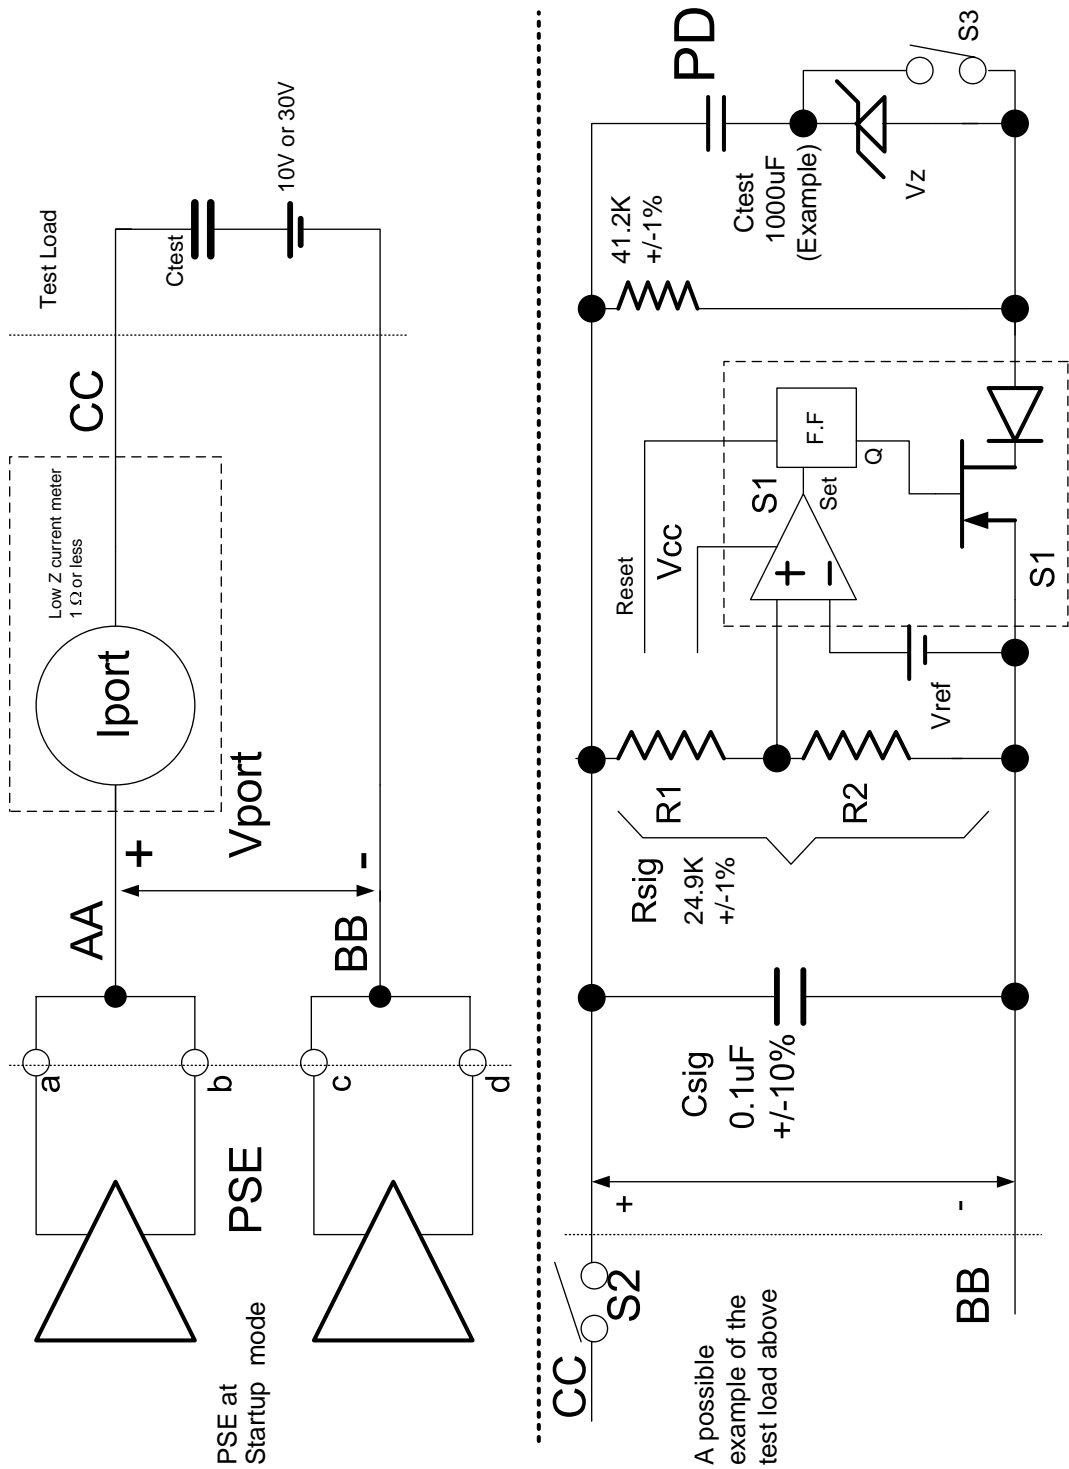 PSE at
Startup mode
PSE
a
b
c
d
AA
BB
+
-
Vport
Iport
Low Z current meter
1 Ω or less
CC
Test Load
Ctest
10V or 30V
A possible
example of the
test load above
CC
S2
BB
+
-
Csig
0.1uF
+/-10%
Rsig
24.9K
+/-1%
R1
R2
Vref
Reset
Vcc
+
-
S1
Set
F.F
Q
S1
41.2K
+/-1%
PD
Ctest
1000uF
(Example)
Vz
S3